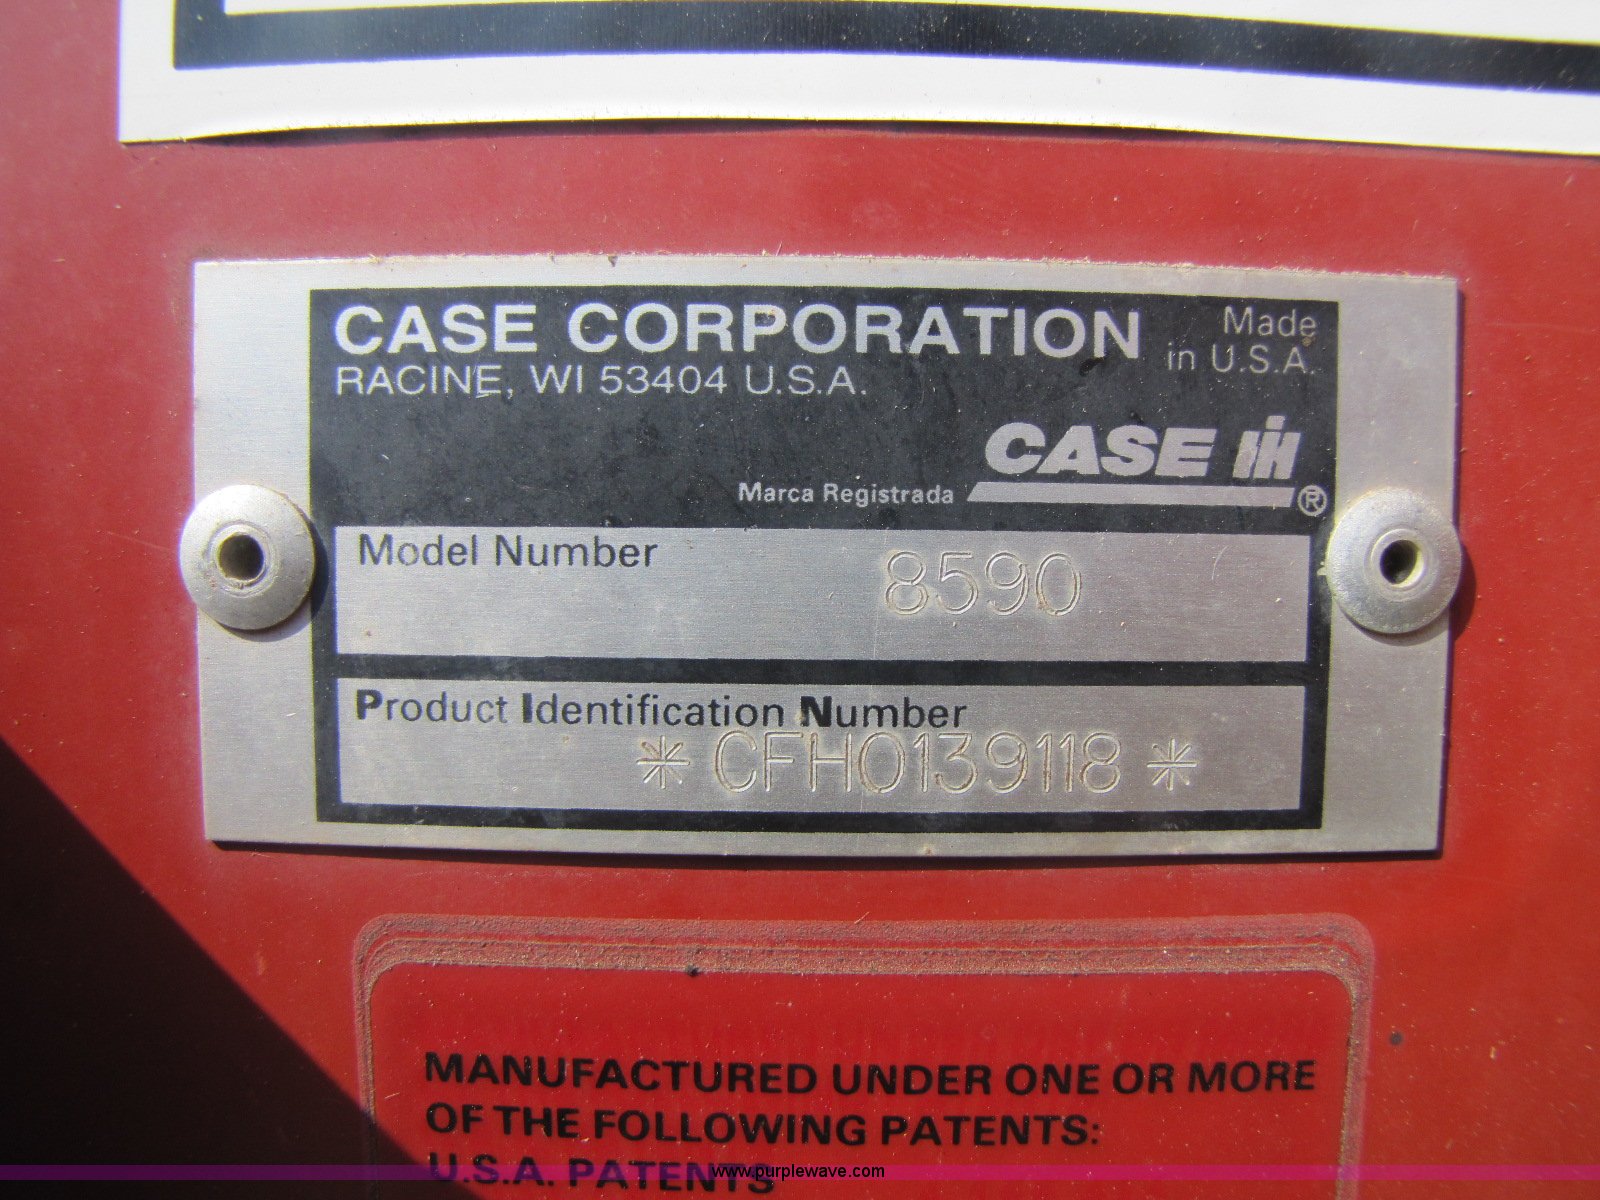 CASE CORPORATION
RACINE, WI 53404 U.S.A.
Made
in U.S.A.
CASE IH
Marca Registrada ®
Model Number
8590
Product Identification Number
*CFH0139118*
MANUFACTURED UNDER ONE OR MORE
OF THE FOLLOWING PATENTS:
U.S.A. PATENTS
www.purplewave.com